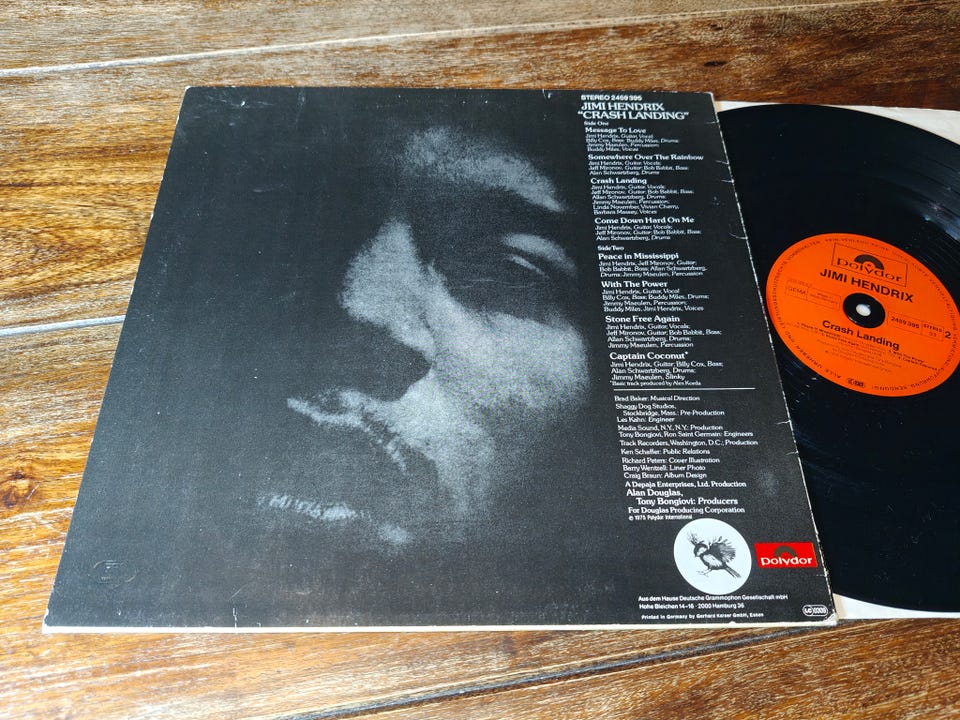 STEREO 2459 395
JIMI HENDRIX
"CRASH LANDING"
Side One
Message To Love
Jimi Hendrix, Guitar, Vocal
Billy Cox, Bass: Buddy Miles, Drums:
Jimmy Maeulen, Percussion:
Buddy Miles, Voices
Somewhere Over The Rainbow
Jimi Hendrix, Guitar, Vocals:
Jeff Mironov, Guitar: Bob Babbit, Bass:
Alan Schwartzberg, Drums
Crash Landing
Jimi Hendrix, Guitar, Vocals:
Jeff Mironov, Guitar: Bob Babbit, Bass:
Allan Schwartzberg, Drums:
Jimmy Maeulen, Percussion:
Linda November, Vivian Cherry,
Barbara Massey, Voices
Come Down Hard On Me
Jimi Hendrix, Guitar, Vocals:
Jeff Mironov, Guitar: Bob Babbit, Bass:
Alan Schwartzberg, Drums
Side Two
Peace in Mississippi
Jimi Hendrix, Jeff Mironov, Guitar:
Bob Babbit, Bass: Allan Schwartzberg,
Drums: Jimmy Maeulen, Percussion
With The Power
Jimi Hendrix, Guitar, Vocal
Billy Cox, Bass: Buddy Miles, Drums:
Jimmy Maeulen, Percussion:
Buddy Miles, Jimi Hendrix, Voices
Stone Free Again
Jimi Hendrix, Guitar, Vocals:
Jeff Mironov, Guitar: Bob Babbit, Bass:
Allan Schwartzberg, Drums:
Jimmy Maeulen, Percussion
Captain Coconut*
Jimi Hendrix, Guitar: Billy Cox, Bass:
Alan Schwartzberg, Drums:
Jimmy Maeulen, Slinky
*Basic track produced by Alex Korda
Brad Baker: Musical Direction
Shaggy Dog Studios,
Stockbridge, Mass.: Pre-Production
Les Kahn: Engineer
Media Sound, N.Y., N.Y.: Production
Tony Bongiovi, Ron Saint Germain: Engineers
Track Recorders, Washington, D.C.: Production
Ken Schaffer: Public Relations
Richard Peters: Cover Illustration
Barry Wentzell: Liner Photo
Craig Braun: Album Design
A Depaja Enterprises, Ltd. Production
Alan Douglas,
Tony Bongiovi: Producers
For Douglas Producing Corporation
© 1975 Polydor International
polydor
Aus dem Hause Deutsche Grammophon Gesellschaft mbH
Hohe Bleichen 14-16 · 2000 Hamburg 36
Printed in Germany by Gerhard Kaiser GmbH, Essen
LC 0309
polydor
JIMI HENDRIX
GEMA
2459 395
STEREO
33
2
Crash Landing